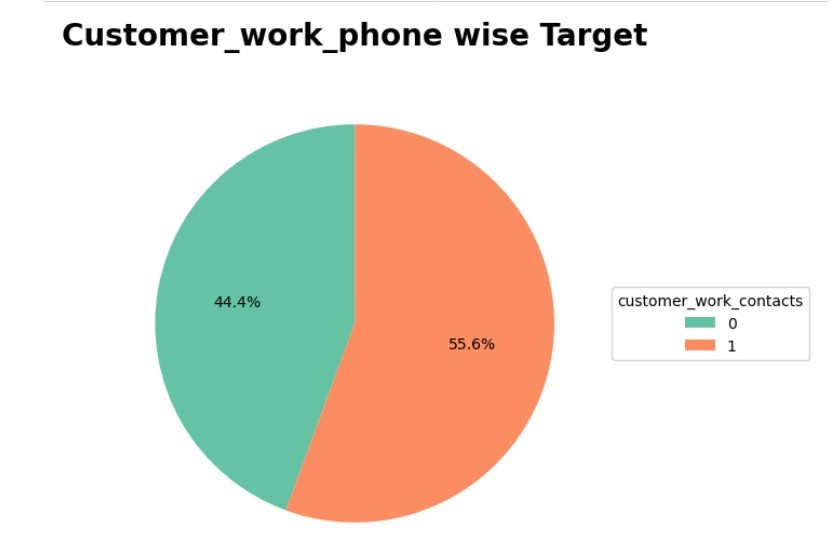 Customer_work_phone wise Target
44.4%
55.6%
customer_work_contacts
0
1